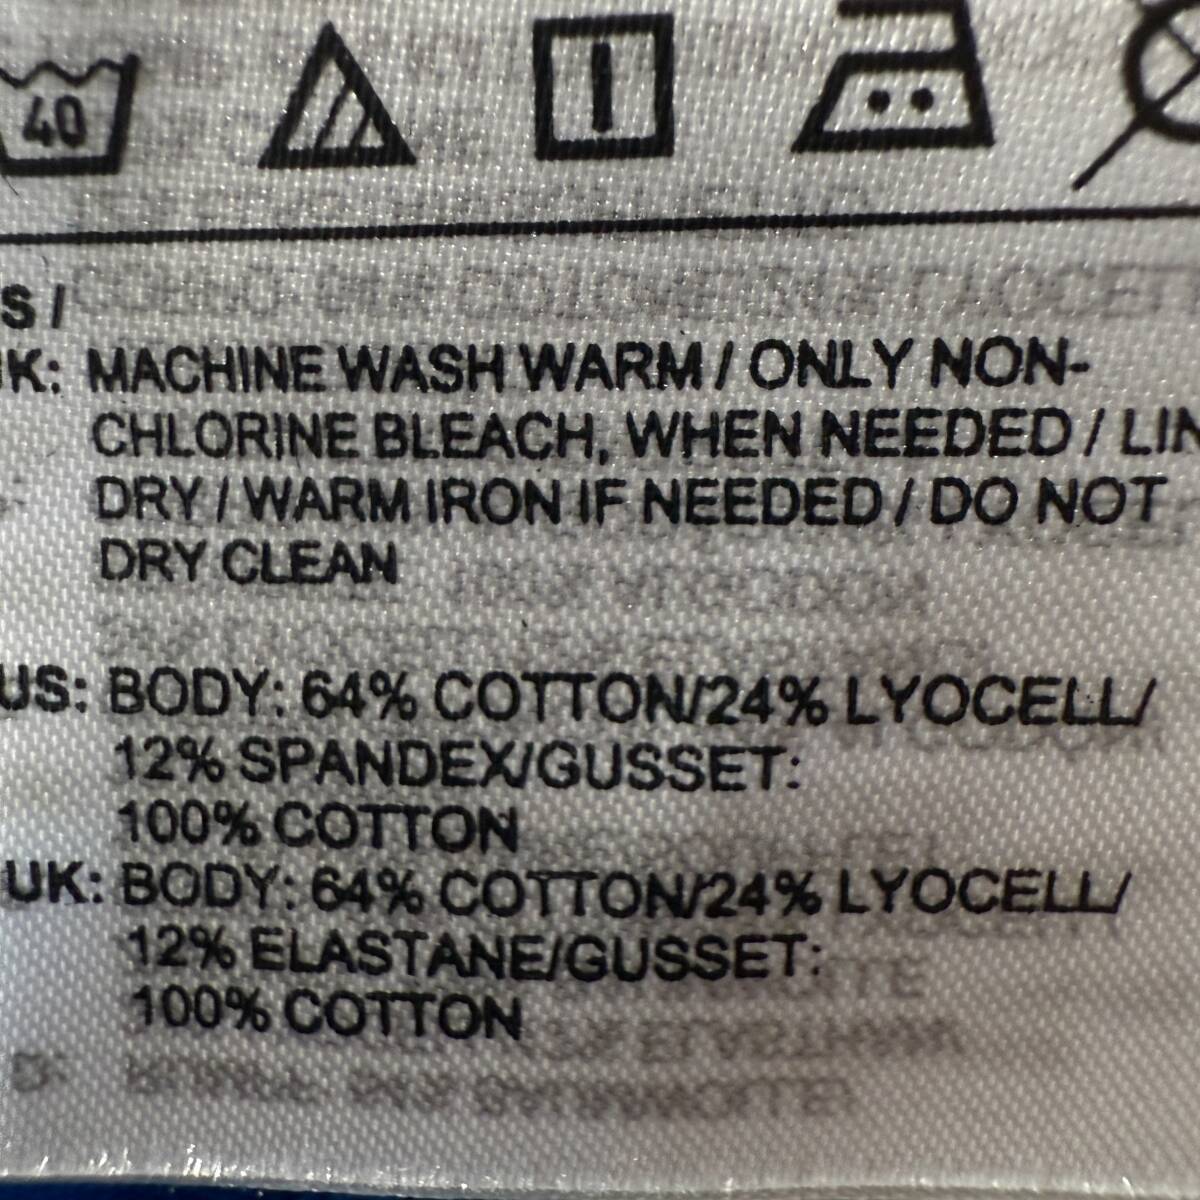 40
S /
K: MACHINE WASH WARM / ONLY NON-
CHLORINE BLEACH, WHEN NEEDED / LIN
DRY / WARM IRON IF NEEDED / DO NOT
DRY CLEAN
US: BODY: 64% COTTON/24% LYOCELL/
12% SPANDEX/GUSSET:
100% COTTON
UK: BODY: 64% COTTON/24% LYOCELL/
12% ELASTANE/GUSSET:
100% COTTON